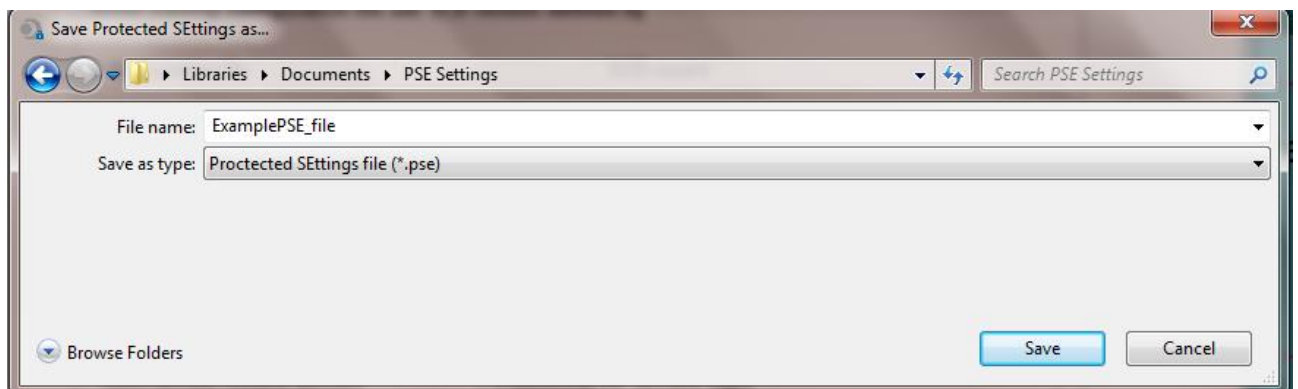 Save Protected SEttings as...
Libraries Documents PSE Settings Search PSE Settings
File name: ExamplePSE_file
Save as type: Proctected SEttings file (*.pse)
Browse Folders Save Cancel